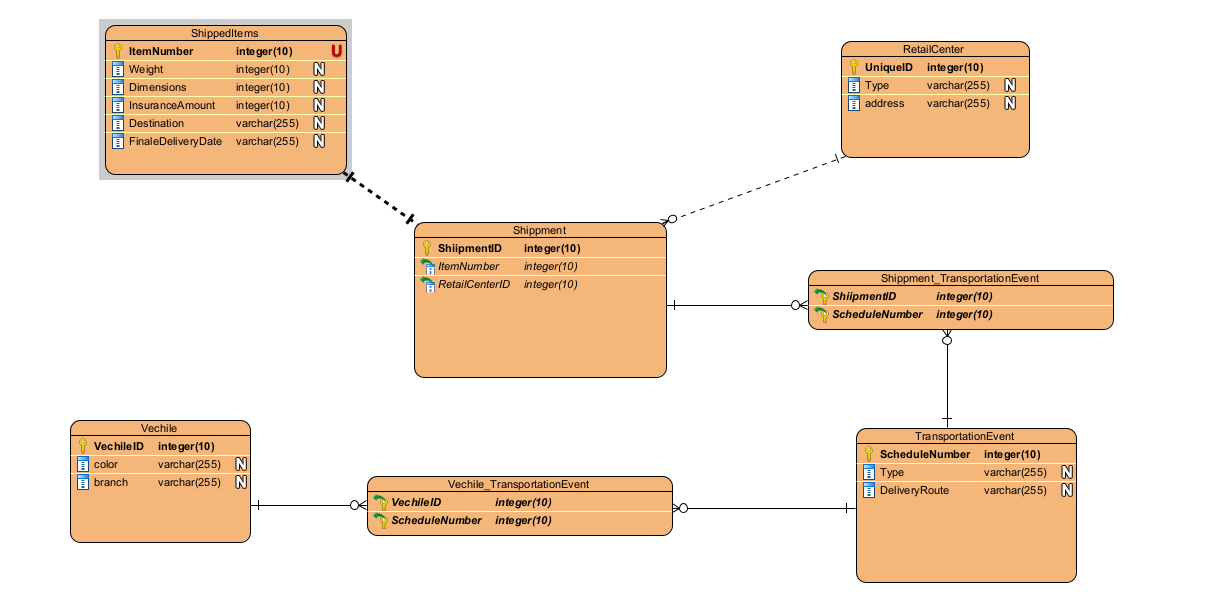 ShippedItems
ItemNumber integer(10) U
Weight integer(10) N
Dimensions integer(10) N
InsuranceAmount integer(10) N
Destination varchar(255) N
FinaleDeliveryDate varchar(255) N
RetailCenter
UniqueID integer(10)
Type varchar(255) N
address varchar(255) N
Shippment
ShiipmentID integer(10)
ItemNumber integer(10)
RetailCenterID integer(10)
Shippment_TransportationEvent
ShiipmentID integer(10)
ScheduleNumber integer(10)
Vechile
VechileID integer(10)
color varchar(255) N
branch varchar(255) N
Vechile_TransportationEvent
VechileID integer(10)
ScheduleNumber integer(10)
TransportationEvent
ScheduleNumber integer(10)
Type varchar(255) N
DeliveryRoute varchar(255) N